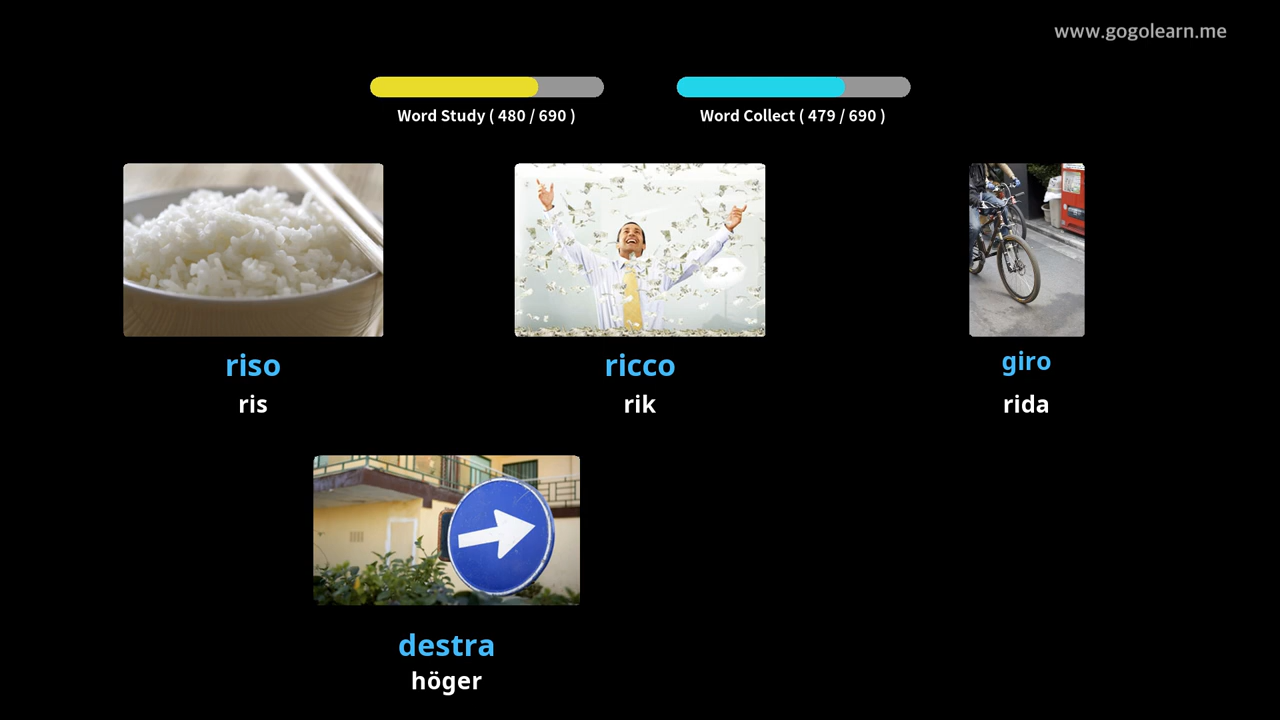 www.gogolearn.me
Word Study ( 480 / 690 )
Word Collect ( 479 / 690 )
riso
ris
ricco
rik
giro
rida
destra
höger